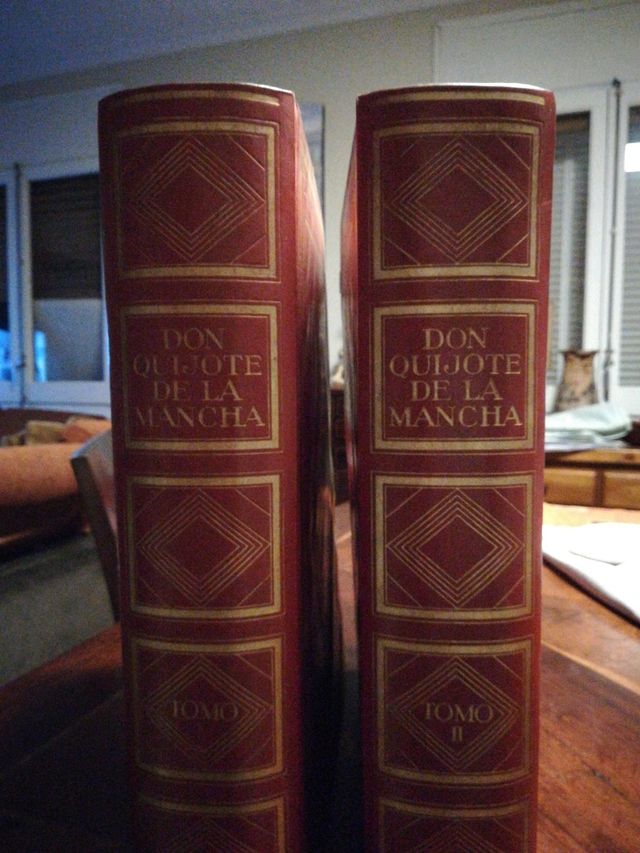 DON
QUIJOTE
DE LA
MANCHA
TOMO
DON
QUIJOTE
DE LA
MANCHA
TOMO
II